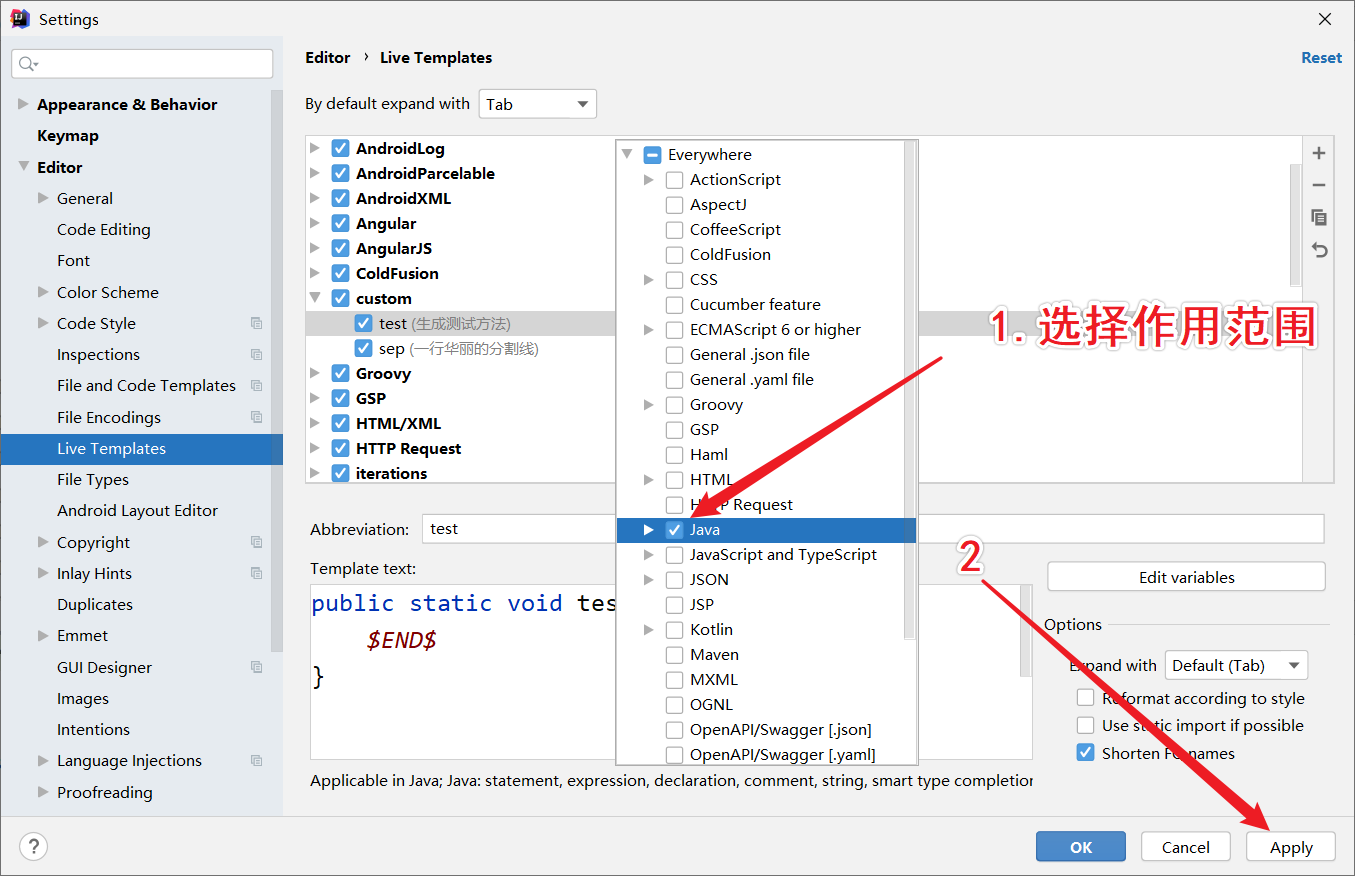 Settings
Editor › Live Templates
Reset
By default expand with Tab
Appearance & Behavior
Keymap
Editor
General
Code Editing
Font
Color Scheme
Code Style
Inspections
File and Code Templates
File Encodings
Live Templates
File Types
Android Layout Editor
Copyright
Inlay Hints
Duplicates
Emmet
GUI Designer
Images
Intentions
Language Injections
Proofreading
AndroidLog
AndroidParcelable
AndroidXML
Angular
AngularJS
ColdFusion
custom
test (生成测试方法)
sep (一行华丽的分割线)
Groovy
GSP
HTML/XML
HTTP Request
iterations
Everywhere
ActionScript
AspectJ
CoffeeScript
ColdFusion
CSS
Cucumber feature
ECMAScript 6 or higher
General .json file
General .yaml file
Groovy
GSP
Haml
HTML
Request
Java
JavaScript and TypeScript
JSON
JSP
Kotlin
Maven
MXML
OGNL
OpenAPI/Swagger [.json]
OpenAPI/Swagger [.yaml]
1. 选择作用范围
2
Abbreviation: test
Template text:
public static void tes
$END$
}
Applicable in Java; Java: statement, expression, declaration, comment, string, smart type completion
Edit variables
Options
Expand with Default (Tab)
Reformat according to style
Use static import if possible
Shorten names
?
OK
Cancel
Apply